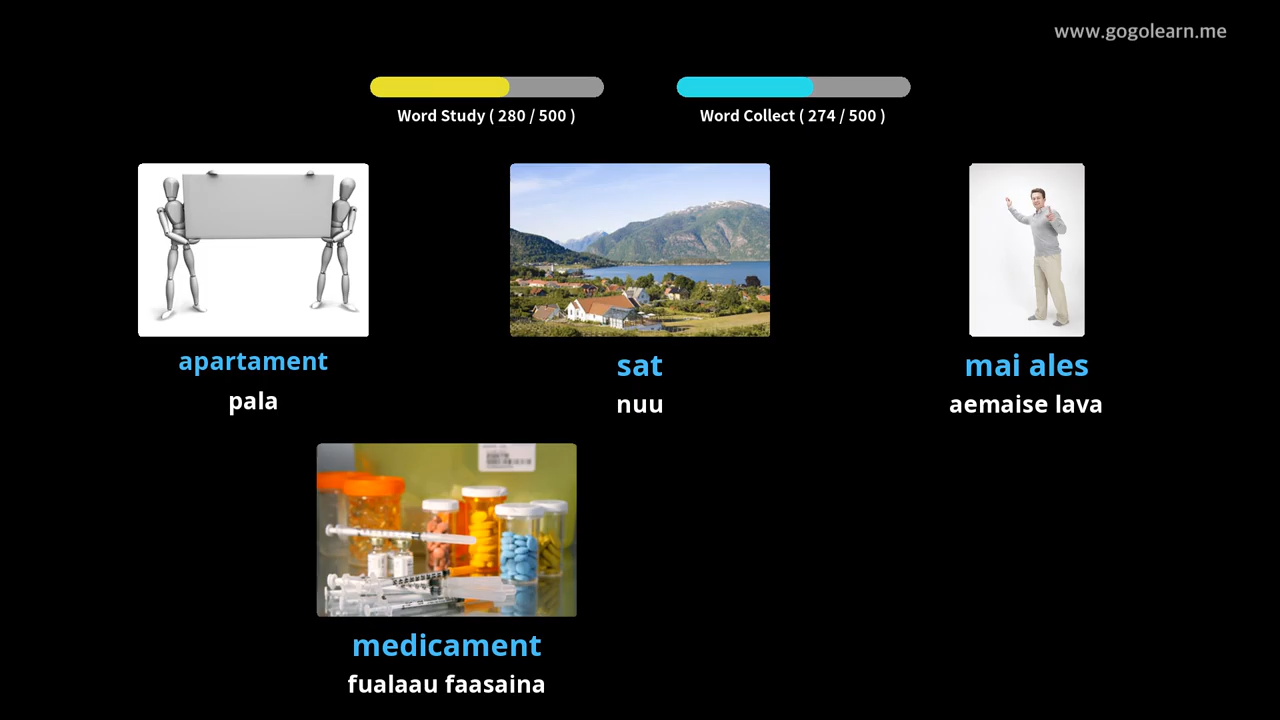 www.gogolearn.me
Word Study ( 280 / 500 )
Word Collect ( 274 / 500 )
apartament
pala
sat
nuu
mai ales
aemaise lava
medicament
fualaau faasaina